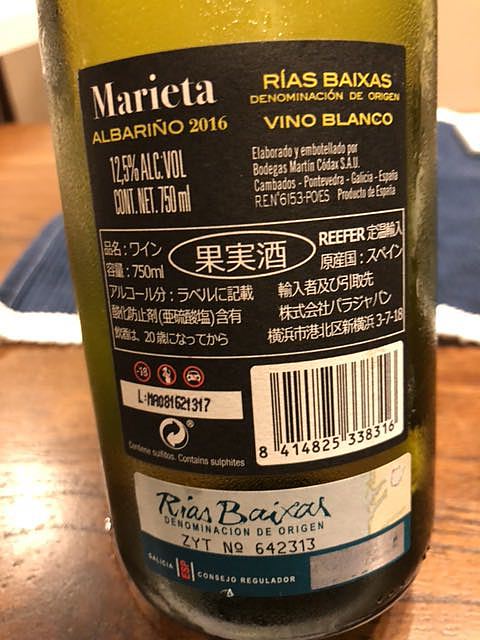 Marieta
ALBARIÑO 2016
12,5% ALC.VOL
CONT. NET. 750 ml
RÍAS BAIXAS
DENOMINACIÓN DE ORIGEN
VINO BLANCO
Elaborado y embotellado por
Bodegas Martín Códax S.A.U.
Cambados - Pontevedra - Galicia - España
R.E.Nº6153-PO/ES Producto de España
品名：ワイン
容量：750ml
果実酒
REEFER 定温輸入
原産国：スペイン
アルコール分：ラベルに記載
酸化防止剤(亜硫酸塩)含有
飲酒は、20歳になってから
輸入者及び引取先
株式会社パラジャパン
横浜市港北区新横浜 3-7-18
-18
L:MA081621317
Contiene sulfitos. Contains sulphites
8 414825 338316
Rías Baixas
DENOMINACIÓN DE ORIGEN
ZYT Nº 642313
GALICIA
ESP
CONSEJO REGULADOR